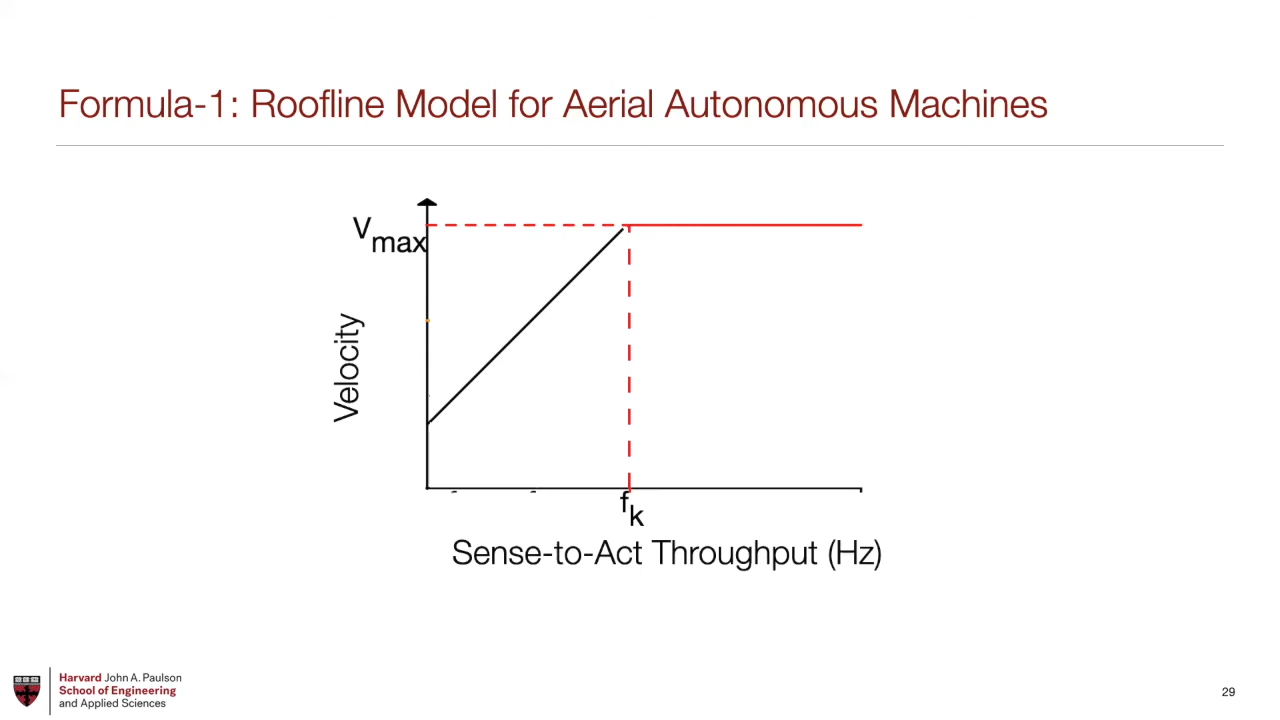 Formula-1: Roofline Model for Aerial Autonomous Machines
Vmax
Velocity
fk
Sense-to-Act Throughput (Hz)
Harvard John A. Paulson
School of Engineering
and Applied Sciences
29